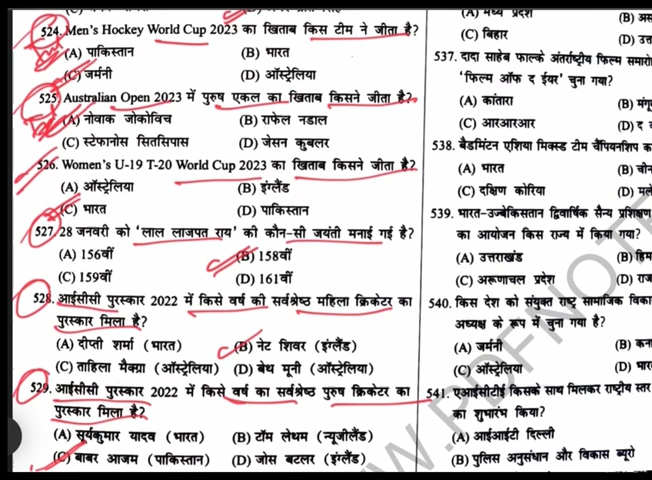 524. Men's Hockey World Cup 2023 का खिताब किस टीम ने जीता है?
(A) पाकिस्तान (B) भारत
(C) जर्मनी (D) ऑस्ट्रेलिया
525. Australian Open 2023 में पुरुष एकल का खिताब किसने जीता है?
(A) नोवाक जोकोविच (B) राफेल नडाल
(C) स्टेफानोस सितसिपास (D) जेसन कुबलर
526. Women's U-19 T-20 World Cup 2023 का खिताब किसने जीता है?
(A) ऑस्ट्रेलिया (B) इंग्लैंड
(C) भारत (D) पाकिस्तान
527. 28 जनवरी को 'लाल लाजपत राय' की कौन-सी जयंती मनाई गई है?
(A) 156वीं (B) 158वीं
(C) 159वीं (D) 161वीं
528. आईसीसी पुरस्कार 2022 में किसे वर्ष की सर्वश्रेष्ठ महिला क्रिकेटर का
पुरस्कार मिला है?
(A) दीप्ती शर्मा (भारत) (B) नेट शिवर (इंग्लैंड)
(C) ताहिला मैक्ग्रा (ऑस्ट्रेलिया) (D) बेथ मूनी (ऑस्ट्रेलिया)
529. आईसीसी पुरस्कार 2022 में किसे वर्ष का सर्वश्रेष्ठ पुरुष क्रिकेटर का
पुरस्कार मिला है?
(A) सूर्यकुमार यादव (भारत) (B) टॉम लेथम (न्यूजीलैंड)
(C) बाबर आजम (पाकिस्तान) (D) जोस बटलर (इंग्लैंड)
(A) मध्य प्रदेश (B)
(C) बिहार (D)
537. दादा साहेब फाल्के अंतर्राष्ट्रीय फिल्म
'फिल्म ऑफ द ईयर' चुना गया?
(A) कांतारा (B)
(C) आरआरआर (D) द
538. बैडमिंटन एशिया मिक्स्ड टीम चैंपियनशिप
(A) भारत (B)
(C) दक्षिण कोरिया (D)
539. भारत-उज्बेकिसतान द्विवार्षिक सैन्य प्रशिक्षण
का आयोजन किस राज्य में किया गया?
(A) उत्तराखंड (B)
(C) अरूणाचल प्रदेश (D)
540. किस देश को संयुक्त राष्ट्र सामाजिक
अध्यक्ष के रूप में चुना गया है?
(A) जर्मनी (B)
(C) ऑस्ट्रेलिया (D)
541. एआईसीटीई किसके साथ मिलकर राष्ट्रीय स्तर
का शुभारंभ किया?
(A) आईआईटी दिल्ली
(B) पुलिस अनुसंधान और विकास ब्यूरो